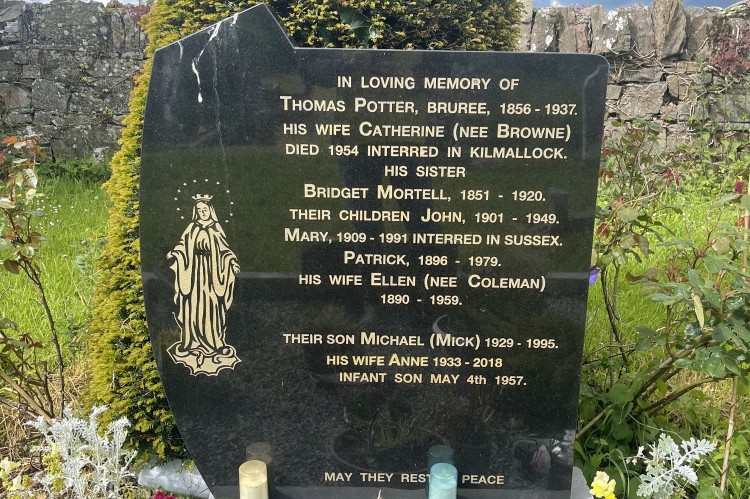 IN LOVING MEMORY OF
THOMAS POTTER, BRUREE, 1856 - 1937.
HIS WIFE CATHERINE (NEE BROWNE)
DIED 1954 INTERRED IN KILMALLOCK.
HIS SISTER
BRIDGET MORTELL, 1851 - 1920.
THEIR CHILDREN JOHN, 1901 - 1949.
MARY, 1909 - 1991 INTERRED IN SUSSEX.
PATRICK, 1896 - 1979.
HIS WIFE ELLEN (NEE COLEMAN)
1890 - 1959.
THEIR SON MICHAEL (MICK) 1929 - 1995.
HIS WIFE ANNE 1933 - 2018
INFANT SON MAY 4th 1957.
MAY THEY REST PEACE